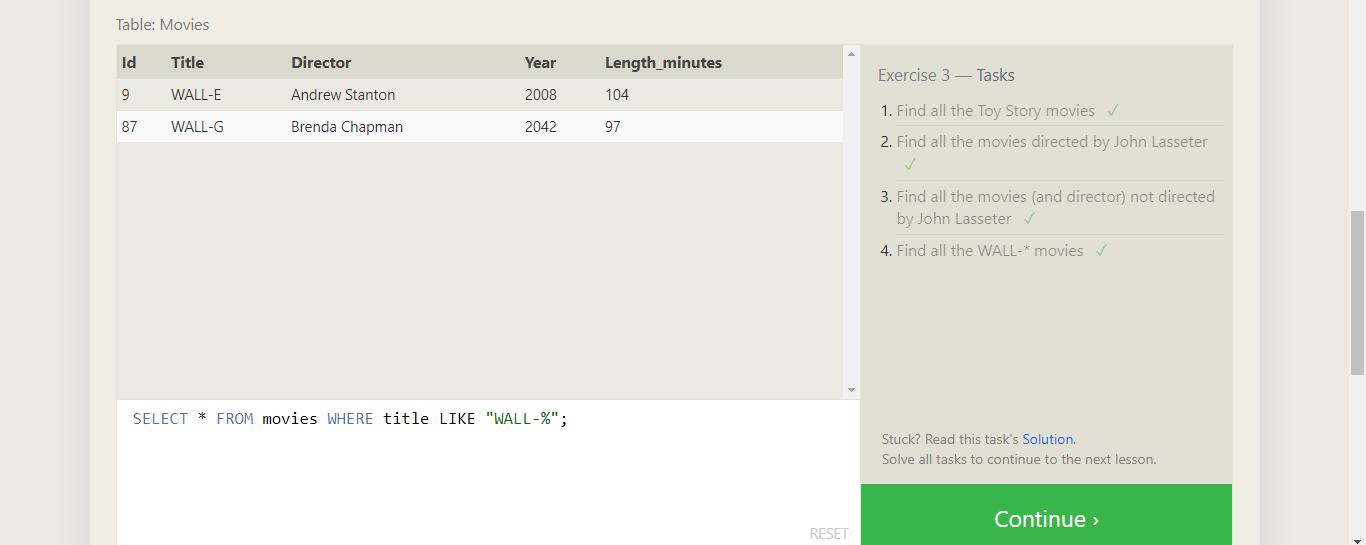 Table: Movies
Id Title Director Year Length_minutes
9 WALL-E Andrew Stanton 2008 104
87 WALL-G Brenda Chapman 2042 97
SELECT * FROM movies WHERE title LIKE "WALL-%";
RESET
Exercise 3 — Tasks
1. Find all the Toy Story movies ✓
2. Find all the movies directed by John Lasseter
✓
3. Find all the movies (and director) not directed
by John Lasseter ✓
4. Find all the WALL-* movies ✓
Stuck? Read this task's Solution.
Solve all tasks to continue to the next lesson.
Continue ›